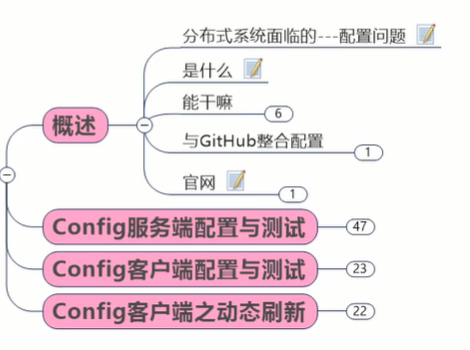 分布式系统面临的---配置问题
是什么
能干嘛
6
概述
与GitHub整合配置
1
官网
1
Config服务端配置与测试
47
Config客户端配置与测试
23
Config客户端之动态刷新
22